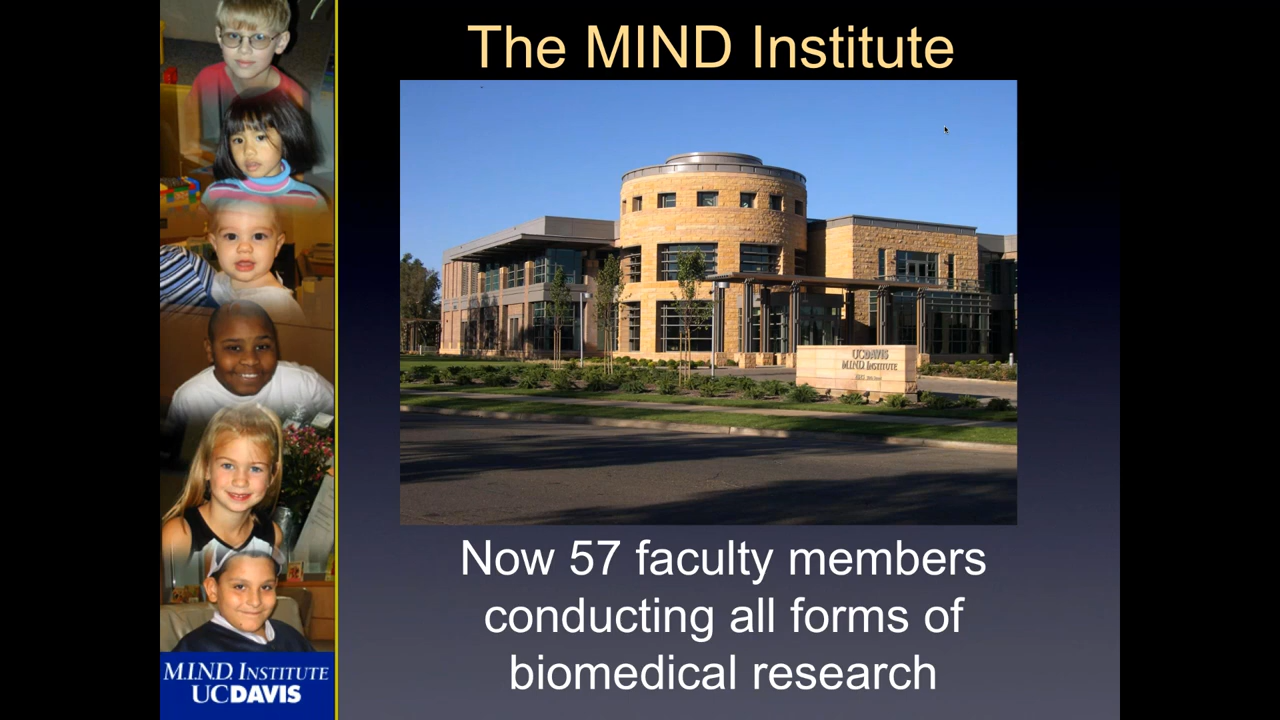 The MIND Institute
UCDAVIS
MIND INSTITUTE
Now 57 faculty members
conducting all forms of
biomedical research
M.I.N.D. INSTITUTE
UCDAVIS